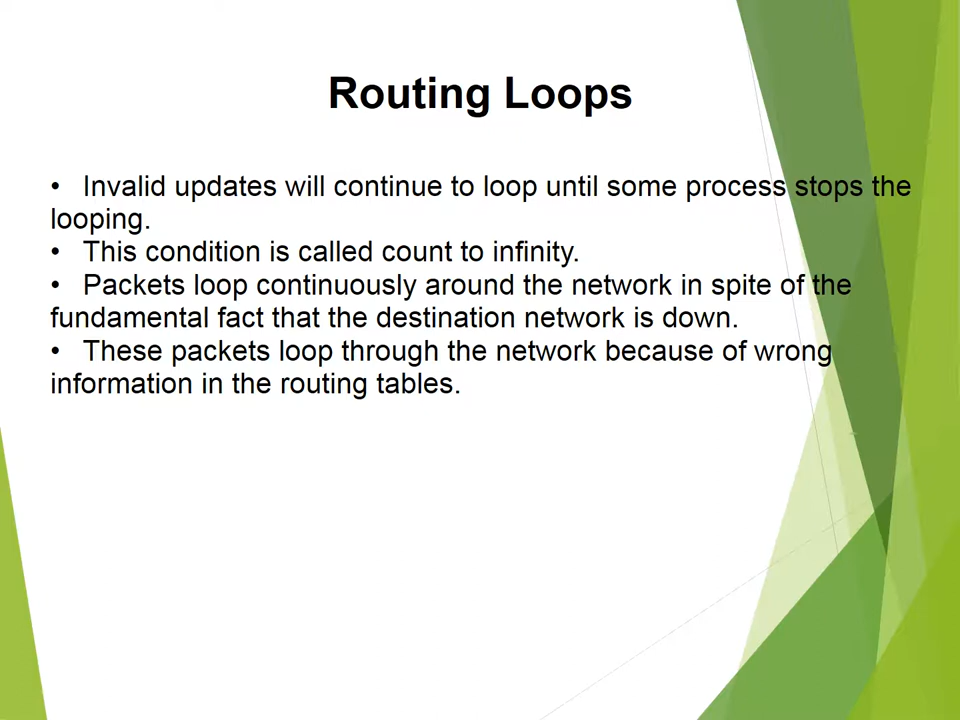 Routing Loops
• Invalid updates will continue to loop until some process stops the
looping.
• This condition is called count to infinity.
• Packets loop continuously around the network in spite of the
fundamental fact that the destination network is down.
• These packets loop through the network because of wrong
information in the routing tables.